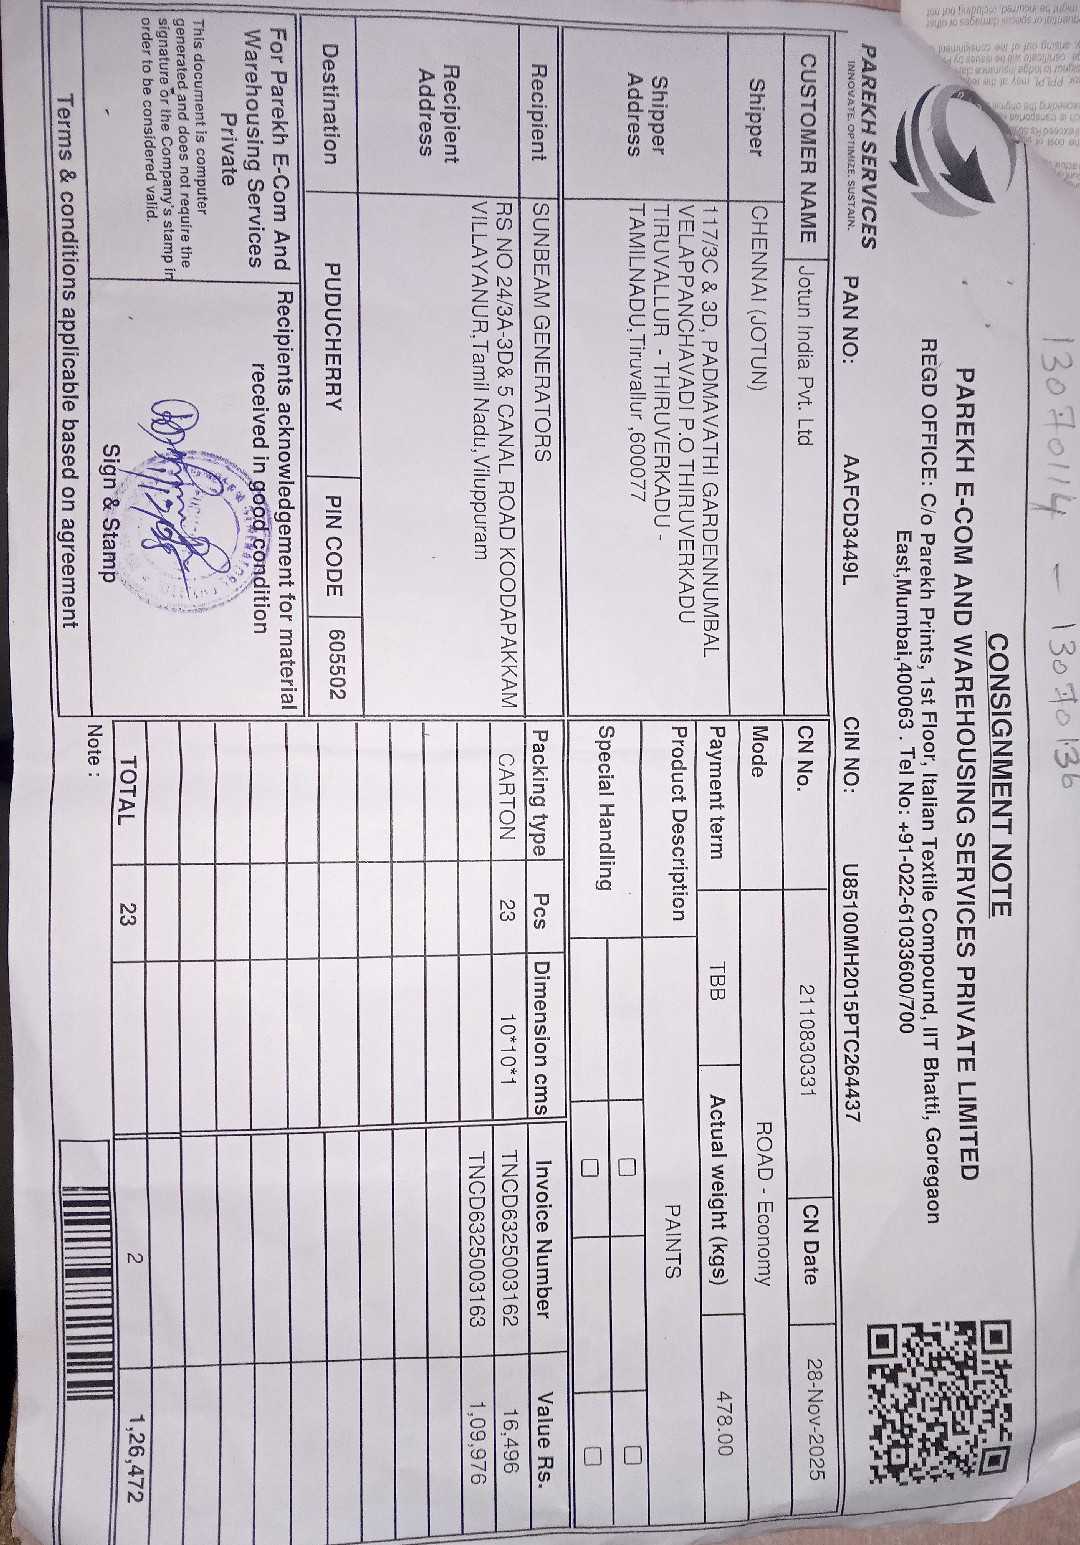 13070114 - 13070136
CONSIGNMENT NOTE
PAREKH E-COM AND WAREHOUSING SERVICES PRIVATE LIMITED
REGD OFFICE: C/o Parekh Prints, 1st Floor, Italian Textile Compound, IIT Bhatti, Goregaon
East,Mumbai,400063 . Tel No: +91-022-61033600/700
PAREKH SERVICES
INNOVATE. OPTIMIZE. SUSTAIN.
PAN NO: AAFCD3449L CIN NO: U85100MH2015PTC264437
CUSTOMER NAME Jotun India Pvt. Ltd
CN No. 2110830331 CN Date 28-Nov-2025
Shipper CHENNAI (JOTUN)
Mode ROAD - Economy
Shipper Address
117/3C & 3D, PADMAVATHI GARDENNUMBAL
VELAPPANCHAVADI P.O THIRUVERKADU
TIRUVALLUR - THIRUVERKADU -
TAMILNADU,Tiruvallur ,600077
Payment term TBB Actual weight (kgs) 478.00
Product Description PAINTS
Special Handling
Recipient SUNBEAM GENERATORS
Recipient Address
RS NO 24/3A-3D& 5 CANAL ROAD KOODAPAKKAM
VILLAYANUR,Tamil Nadu,Viluppuram
Packing type Pcs Dimension cms Invoice Number Value Rs.
CARTON 23 10*10*1 TNCD6325003162 16,496
TNCD6325003163 1,09,976
Destination PUDUCHERRY PIN CODE 605502
For Parekh E-Com And
Warehousing Services
Private
This document is computer
generated and does not require the
signature or the Company's stamp in
order to be considered valid.
Recipients acknowledgement for material
received in good condition
Sign & Stamp
TOTAL 23 2 1,26,472
Terms & conditions applicable based on agreement
Note :